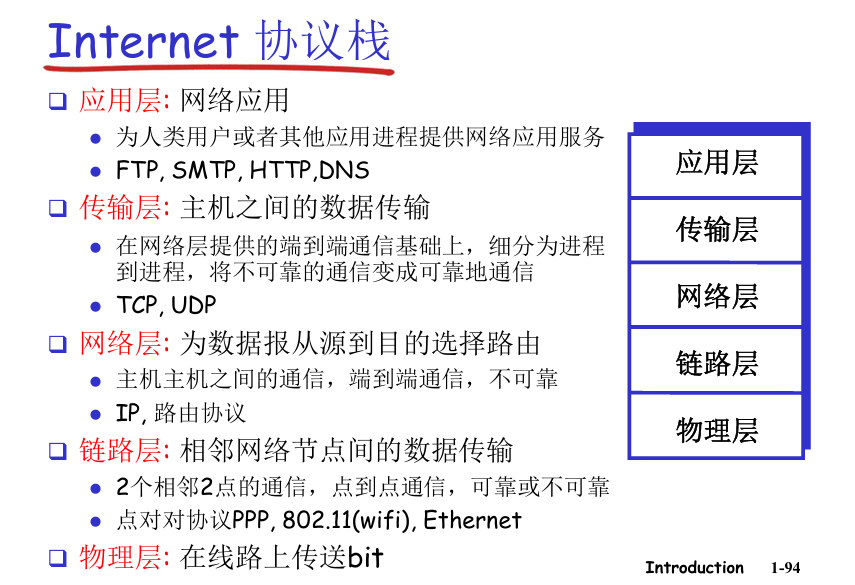 Internet 协议栈
应用层: 网络应用
为人类用户或者其他应用进程提供网络应用服务
FTP, SMTP, HTTP,DNS
传输层: 主机之间的数据传输
在网络层提供的端到端通信基础上，细分为进程
到进程，将不可靠的通信变成可靠地通信
TCP, UDP
网络层: 为数据报从源到目的选择路由
主机主机之间的通信，端到端通信，不可靠
IP, 路由协议
链路层: 相邻网络节点间的数据传输
2个相邻2点的通信，点到点通信，可靠或不可靠
点对对协议PPP, 802.11(wifi), Ethernet
物理层: 在线路上传送bit
应用层
传输层
网络层
链路层
物理层
Introduction 1-94